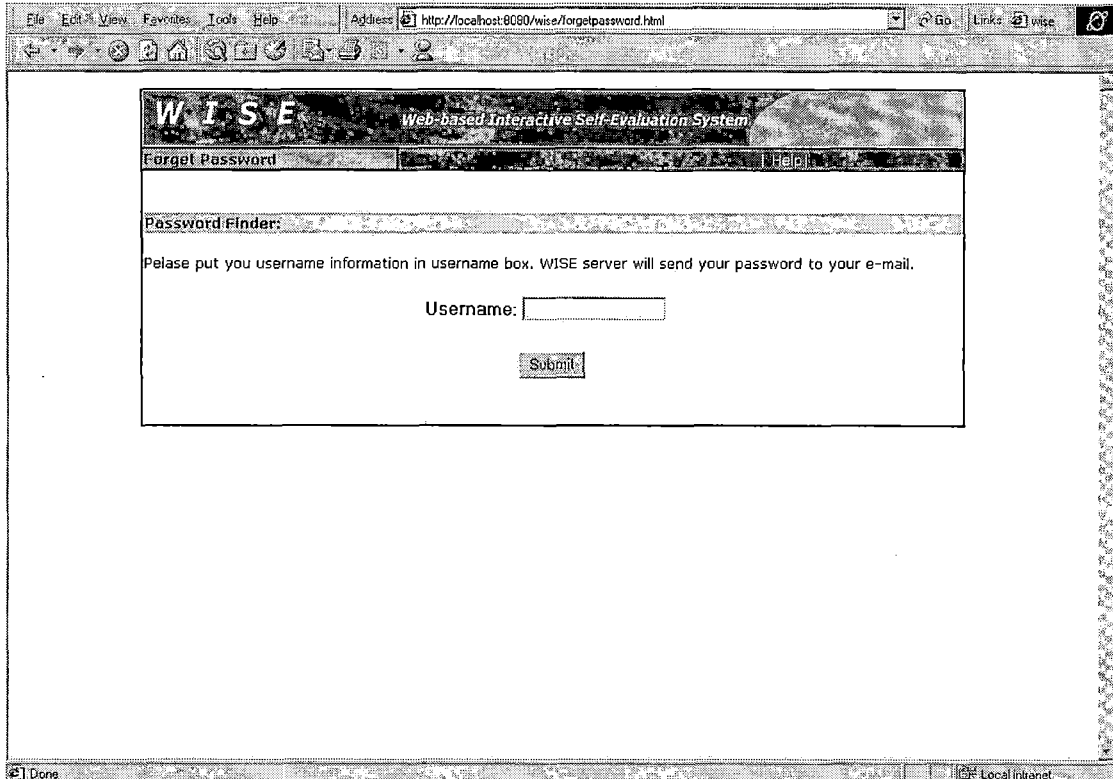 File Edit View Favorites Tools Help Address http://localhost:8080/wise/forgetpassword.html Go Links wise
W I S E Web-based Interactive Self-Evaluation System
Forget Password | Help |
Password Finder:
Pelase put you username information in username box. WISE server will send your password to your e-mail.
Username:
Submit
Done Local intranet